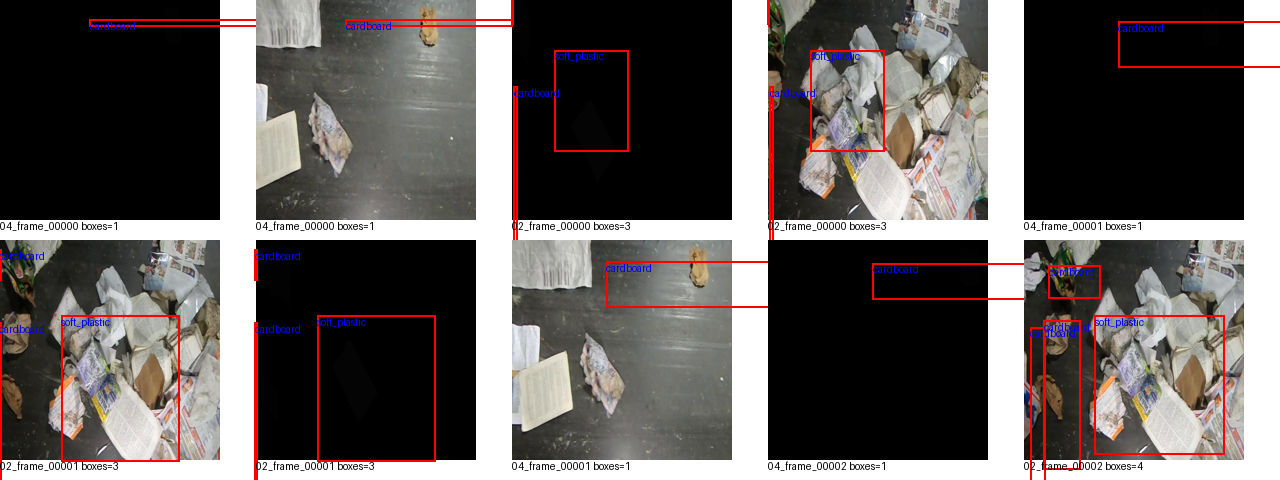 cardboard
cardboard
soft_plastic
cardboard
soft_plastic
cardboard
cardboard
04_frame_00000 boxes=1
04_frame_00000 boxes=1
02_frame_00000 boxes=3
02_frame_00000 boxes=3
04_frame_00001 boxes=1
cardboard
cardboard
soft_plastic
cardboard
cardboard
soft_plastic
cardboard
cardboard
cardboard
cardboard
cardboard
soft_plastic
02_frame_00001 boxes=3
02_frame_00001 boxes=3
04_frame_00001 boxes=1
04_frame_00002 boxes=1
02_frame_00002 boxes=4